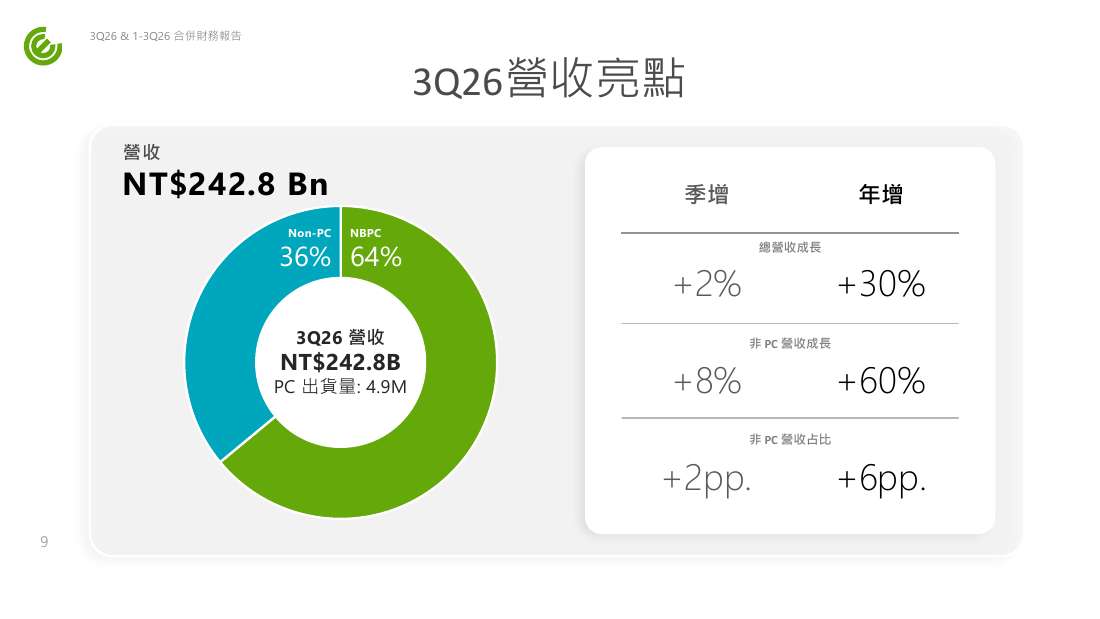 3Q26 & 1-3Q26 合併財務報告
3Q26營收亮點
營收
NT$242.8 Bn
Non-PC
36%
NBPC
64%
3Q26 營收
NT$242.8B
PC 出貨量: 4.9M
季增 年增
總營收成長
+2% +30%
非 PC 營收成長
+8% +60%
非 PC 營收占比
+2pp. +6pp.
9